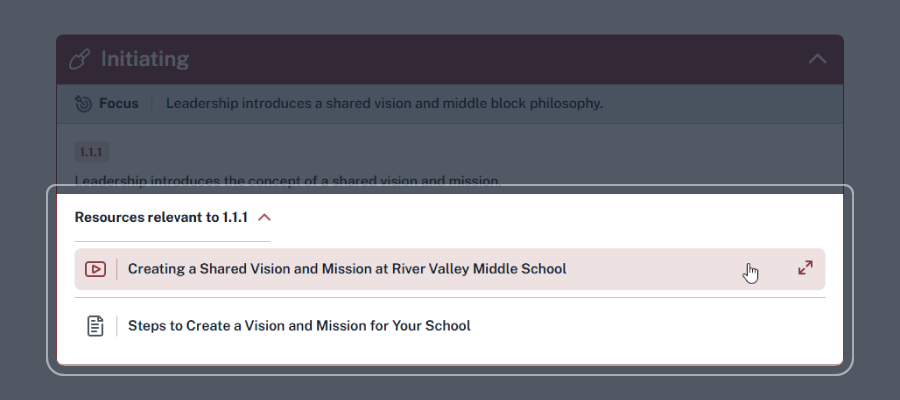 Initiating
Focus Leadership introduces a shared vision and middle block philosophy.
1.1.1
Leadership introduces the concept of a shared vision and mission.
Resources relevant to 1.1.1
Creating a Shared Vision and Mission at River Valley Middle School
Steps to Create a Vision and Mission for Your School